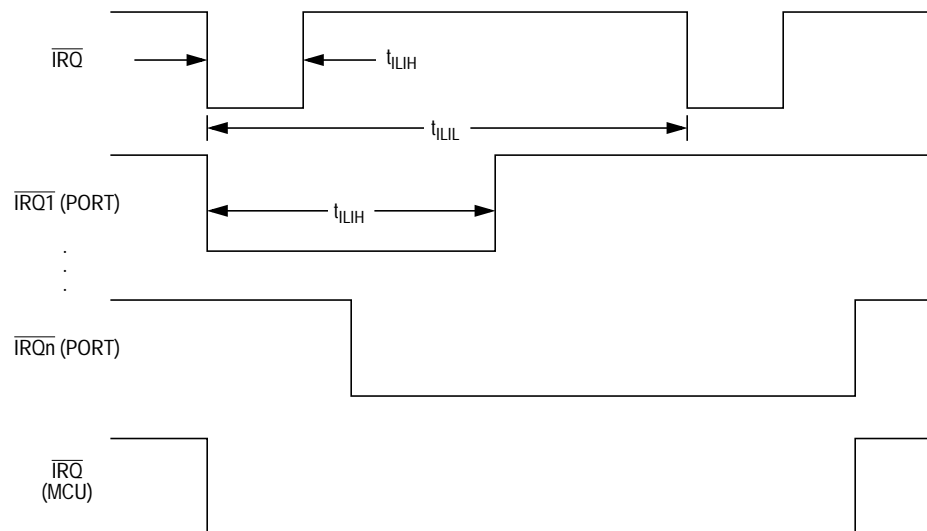 IRQ
tILIH
tILIL
IRQ1 (PORT)
tILIH
.
.
.
IRQn (PORT)
IRQ
(MCU)